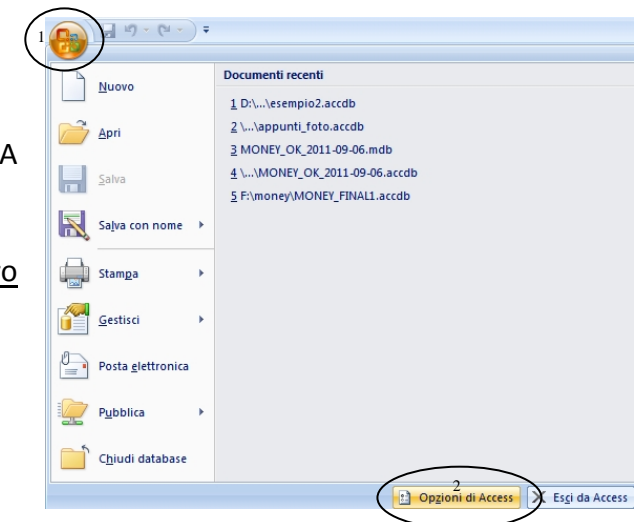 1
Nuovo
Documenti recenti
1 D:\...\esempio2.accdb
2 \...\appunti_foto.accdb
3 MONEY_OK_2011-09-06.mdb
4 \...\MONEY_OK_2011-09-06.accdb
5 F:\money\MONEY_FINAL1.accdb
Apri
A
Salva
Salva con nome
o
Stampa
Gestisci
Posta elettronica
Pubblica
Chiudi database
2
Opzioni di Access
Esci da Access